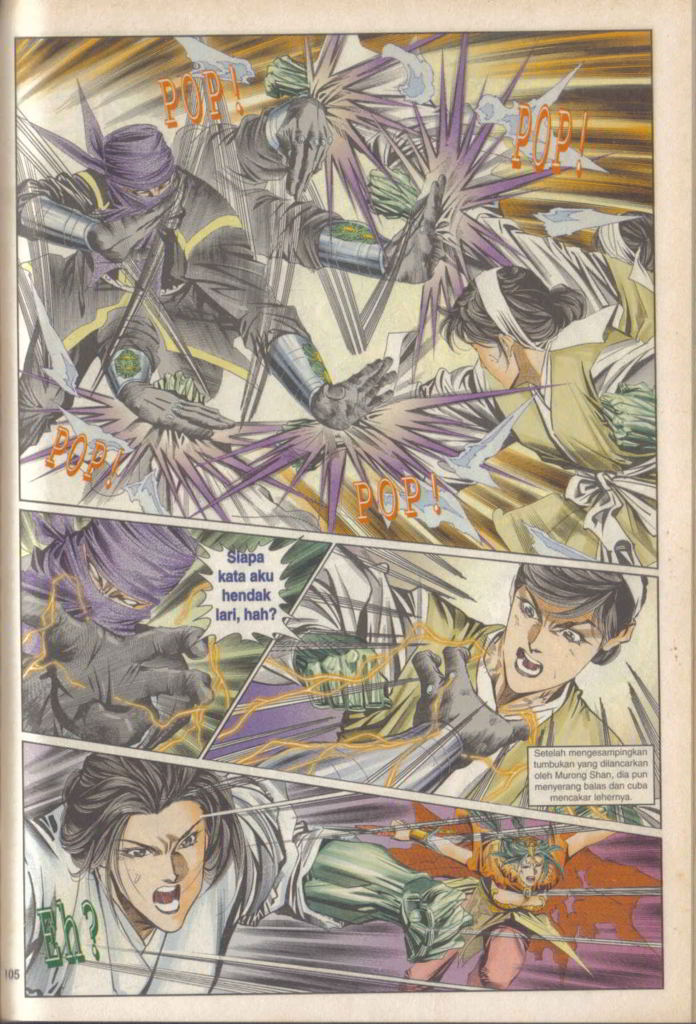 POP!
POP!
POP!
POP!
Siapa
kata aku
hendak
lari, hah?
Setelah mengesampingkan
tumbukan yang dilancarkan
oleh Murong Shan, dia pun
menyerang balas dan cuba
mencakar lehernya.
Eh?
105